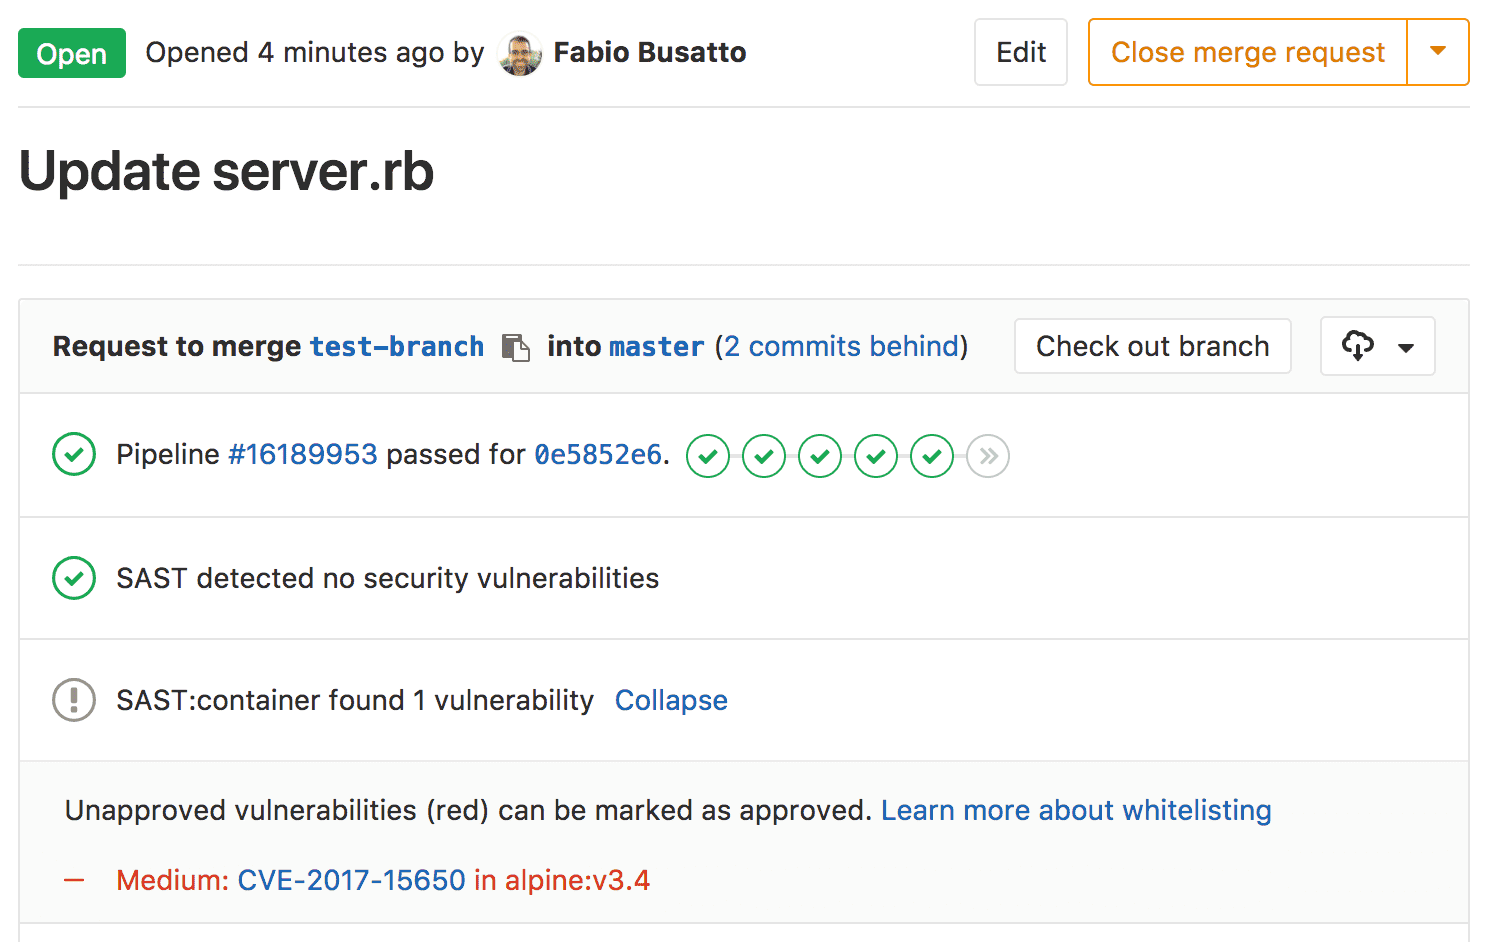 Open Opened 4 minutes ago by Fabio Busatto Edit Close merge request
Update server.rb
Request to merge test-branch into master (2 commits behind) Check out branch
Pipeline #16189953 passed for 0e5852e6.
SAST detected no security vulnerabilities
SAST:container found 1 vulnerability Collapse
Unapproved vulnerabilities (red) can be marked as approved. Learn more about whitelisting
– Medium: CVE-2017-15650 in alpine:v3.4